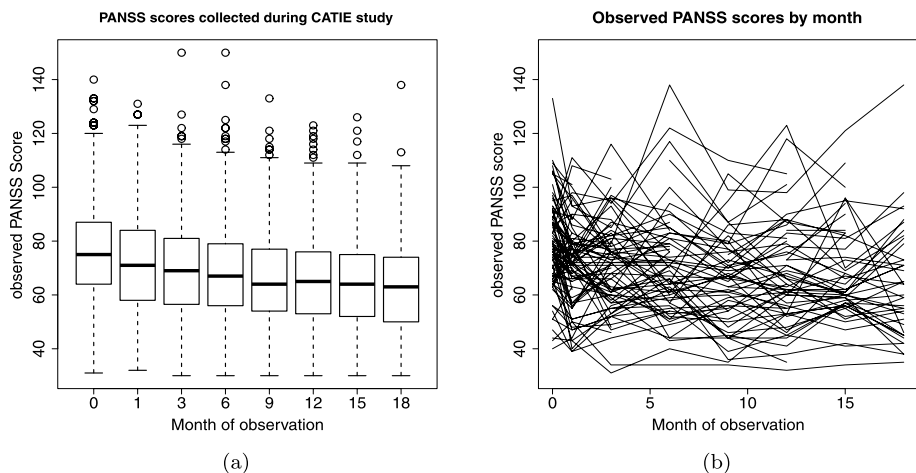 PANSS scores collected during CATIE study
observed PANSS Score
140
120
100
80
60
40
0 1 3 6 9 12 15 18
Month of observation
(a)
Observed PANSS scores by month
observed PANSS score
140
120
100
80
60
40
0 5 10 15
Month of observation
(b)